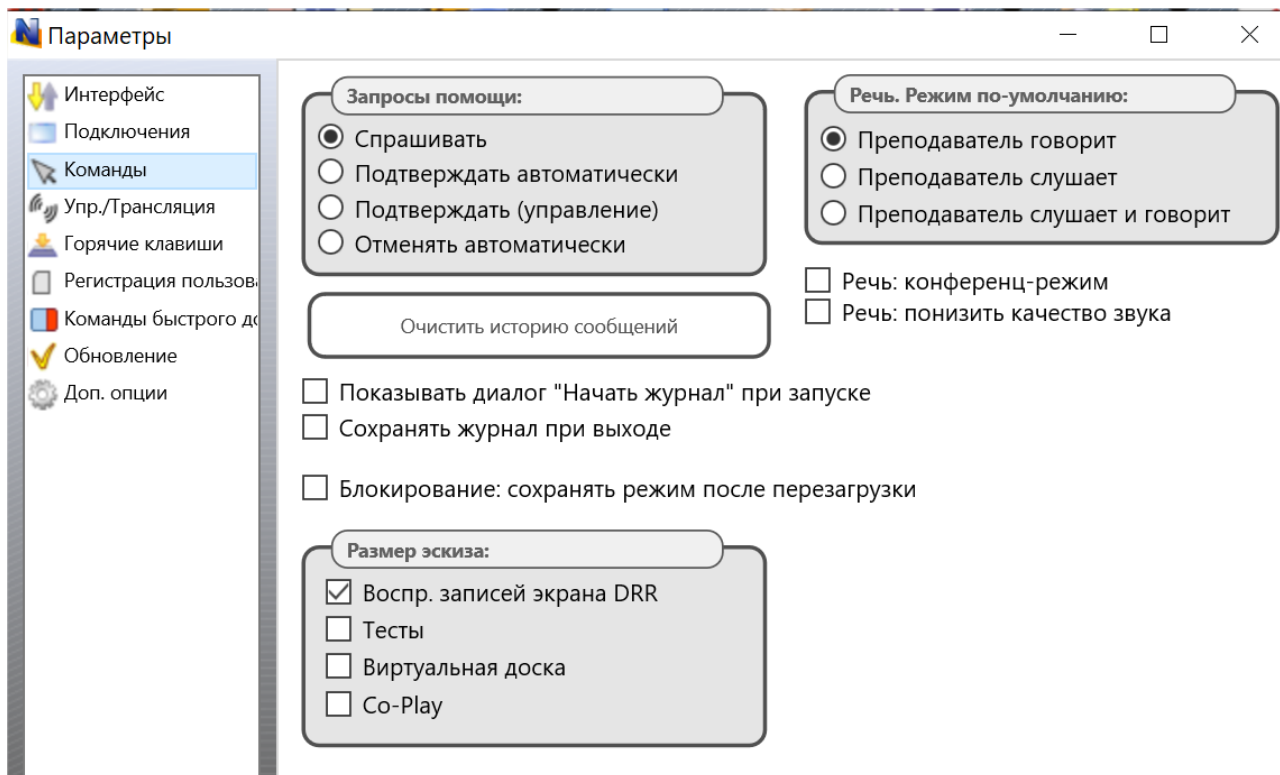 Параметры
Интерфейс
Подключения
Команды
Упр./Трансляция
Горячие клавиши
Регистрация пользов
Команды быстрого до
Обновление
Доп. опции
Запросы помощи:
Спрашивать
Подтверждать автоматически
Подтверждать (управление)
Отменять автоматически
Очистить историю сообщений
Показывать диалог "Начать журнал" при запуске
Сохранять журнал при выходе
Блокирование: сохранять режим после перезагрузки
Размер эскиза:
Воспр. записей экрана DRR
Тесты
Виртуальная доска
Co-Play
Речь. Режим по-умолчанию:
Преподаватель говорит
Преподаватель слушает
Преподаватель слушает и говорит
Речь: конференц-режим
Речь: понизить качество звука